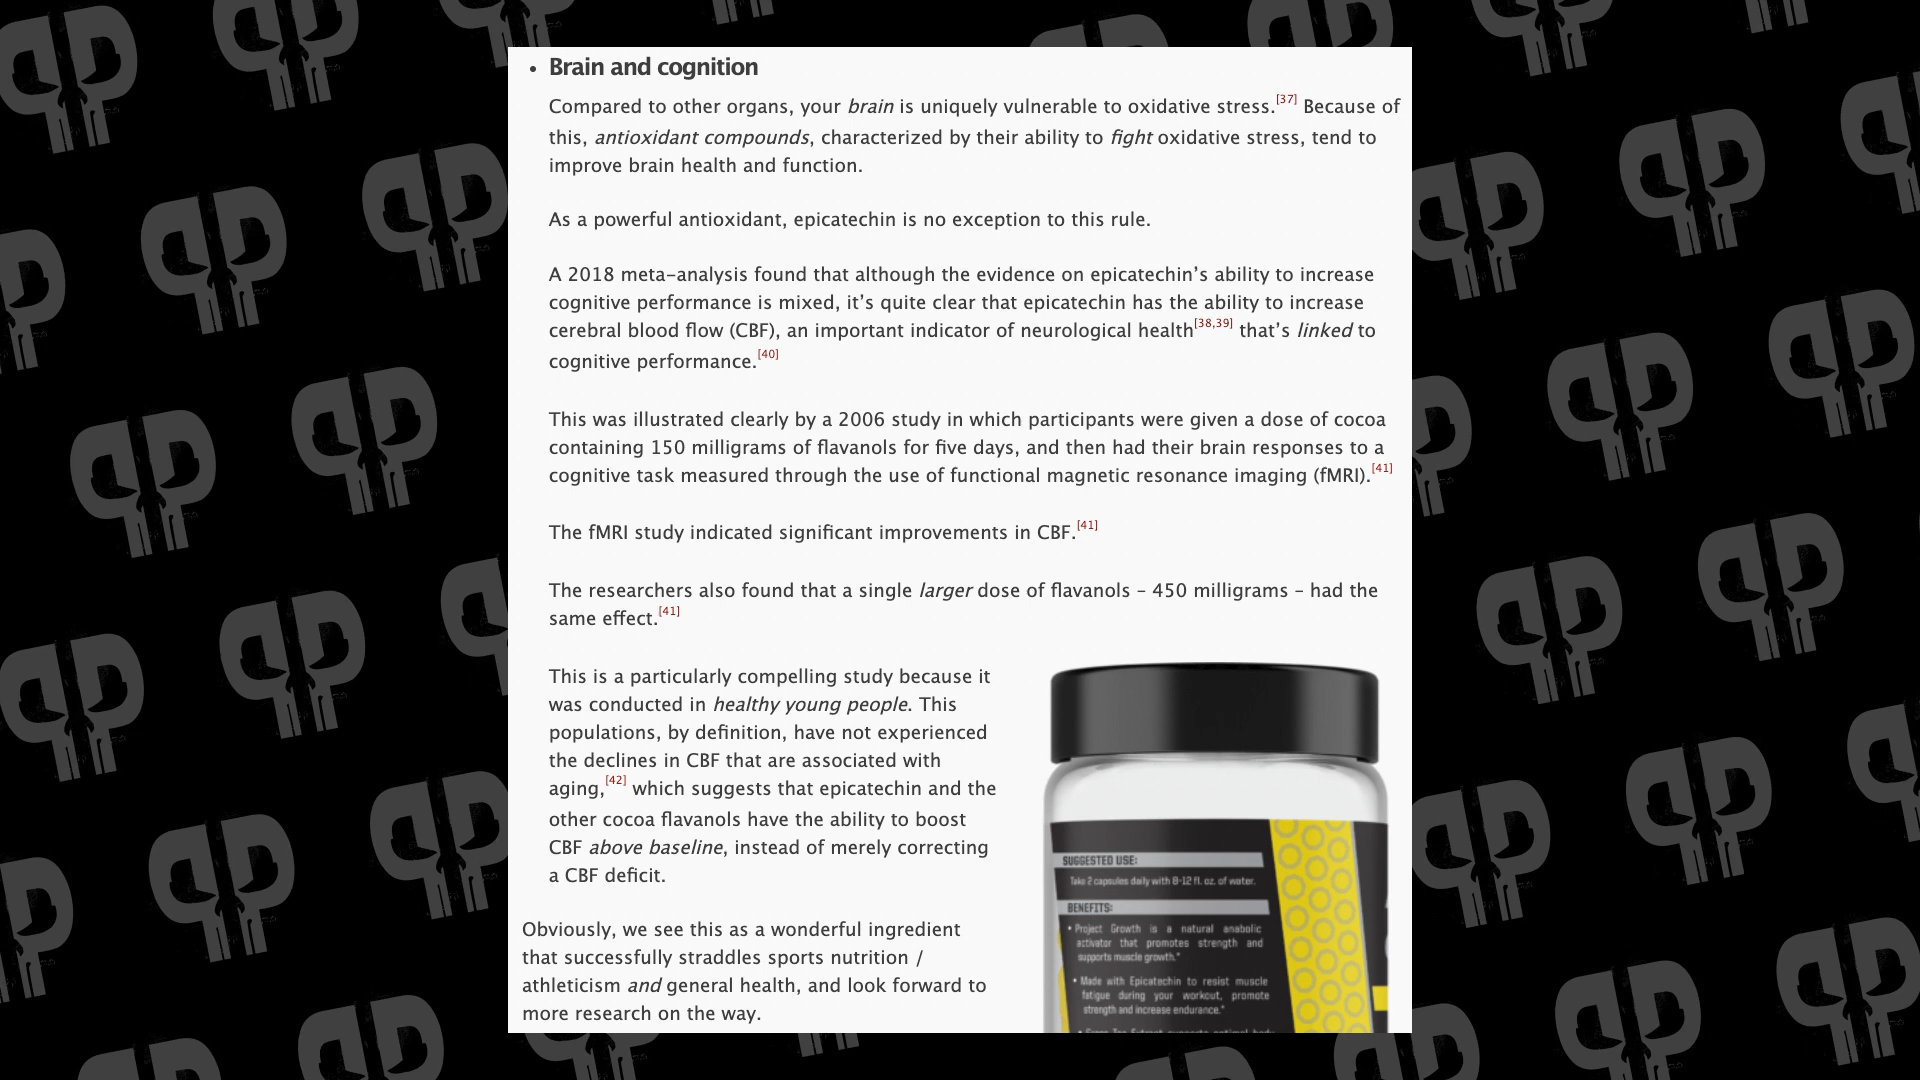 • Brain and cognition
Compared to other organs, your brain is uniquely vulnerable to oxidative stress.[37] Because of
this, antioxidant compounds, characterized by their ability to fight oxidative stress, tend to
improve brain health and function.
As a powerful antioxidant, epicatechin is no exception to this rule.
A 2018 meta-analysis found that although the evidence on epicatechin's ability to increase
cognitive performance is mixed, it's quite clear that epicatechin has the ability to increase
cerebral blood flow (CBF), an important indicator of neurological health[38,39] that's linked to
cognitive performance.[40]
This was illustrated clearly by a 2006 study in which participants were given a dose of cocoa
containing 150 milligrams of flavanols for five days, and then had their brain responses to a
cognitive task measured through the use of functional magnetic resonance imaging (fMRI).[41]
The fMRI study indicated significant improvements in CBF.[41]
The researchers also found that a single larger dose of flavanols – 450 milligrams – had the
same effect.[41]
This is a particularly compelling study because it
was conducted in healthy young people. This
populations, by definition, have not experienced
the declines in CBF that are associated with
aging,[42] which suggests that epicatechin and the
other cocoa flavanols have the ability to boost
CBF above baseline, instead of merely correcting
a CBF deficit.
Obviously, we see this as a wonderful ingredient
that successfully straddles sports nutrition /
athleticism and general health, and look forward to
more research on the way.
SUGGESTED USE:
Take 2 capsules daily with 8-12 fl. oz. of water.
BENEFITS:
• Project Growth is a natural anabolic
activator that promotes strength and
supports muscle growth.*
• Made with Epicatechin to resist muscle
fatigue during your workout, promote
strength and increase endurance.*